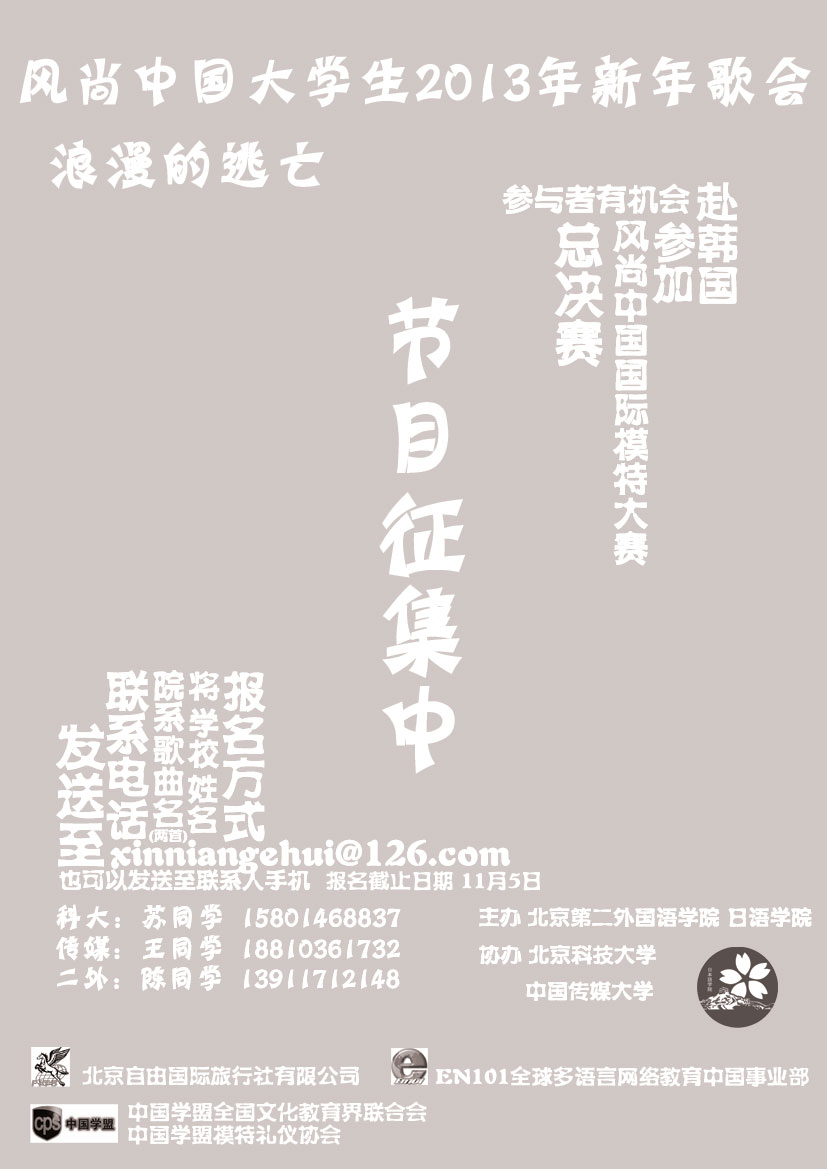 风尚中国大学生2013年新年歌会
浪漫的逃亡
参与者有机会
赴韩国
参加
风尚中国国际模特大赛
总决赛
节目征集中
报名方式
将学校姓名
院系歌曲名(两首)
联系电话
发送至
xinniangehui@126.com
也可以发送至联系人手机 报名截止日期 11月5日
科大：苏同学 15801468837
传媒：王同学 18810361732
二外：陈同学 13911712148
主办 北京第二外国语学院 日语学院
协办 北京科技大学
中国传媒大学
北京自由国际旅行社有限公司
EN101全球多语言网络教育中国事业部
cps 中国学盟
中国学盟全国文化教育界联合会
中国学盟模特礼仪协会